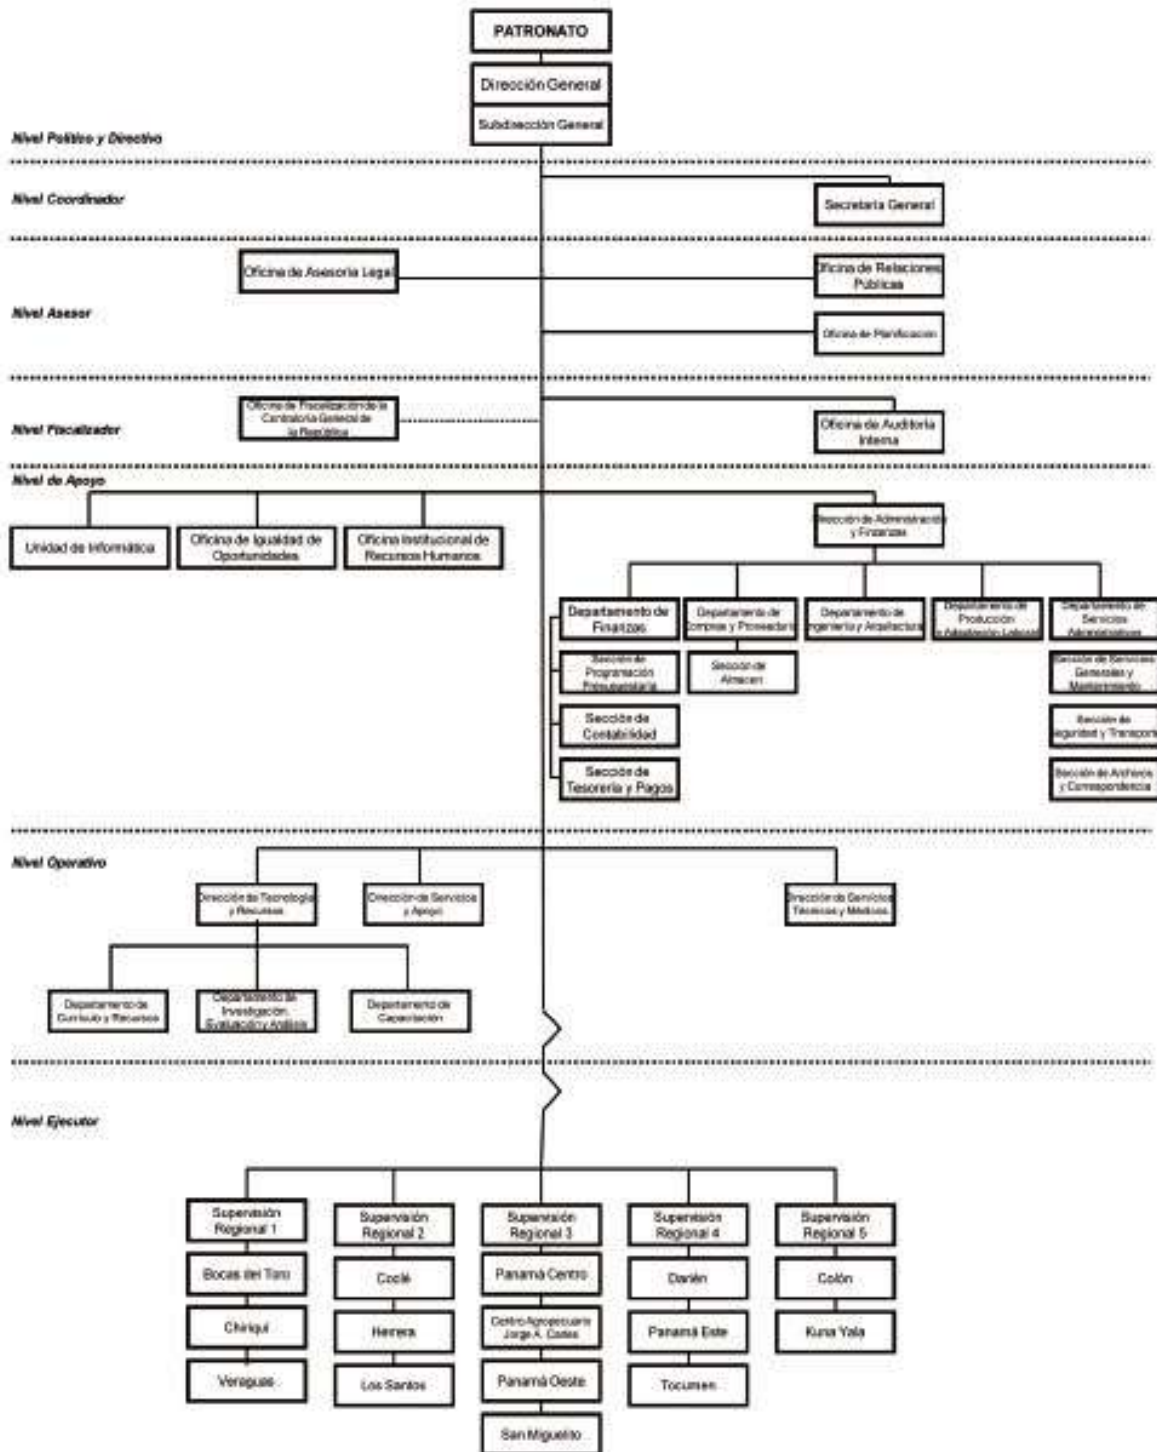 PATRONATO
Dirección General
Subdirección General
Nivel Político y Directivo
Nivel Coordinador
Secretaría General
Oficina de Asesoría Legal
Oficina de Relaciones
Públicas
Nivel Asesor
Oficina de Planificación
Oficina de Fiscalización de la
Contraloría General de
la República
Nivel Fiscalizador
Oficina de Auditoría
Interna
Nivel de Apoyo
Unidad de Informática
Oficina de Igualdad de
Oportunidades
Oficina Institucional de
Recursos Humanos
Dirección de Administración
y Finanzas
Departamento de
Finanzas
Departamento de
Compras y Proveeduría
Departamento de
Ingeniería y Arquitectura
Departamento de
Producción
y Adaptación Laboral
Departamento de
Servicios
Administrativos
Sección de
Programación
Presupuestaria
Sección de
Almacen
Sección de Servicios
Generales y
Mantenimiento
Sección de
Contabilidad
Sección de
Seguridad y Transporte
Sección de
Tesorería y Pagos
Sección de Archivos
y Correspondencia
Nivel Operativo
Dirección de Tecnología
y Recursos
Dirección de Servicios
y Apoyo
Dirección de Servicios
Técnicos y Médicos
Departamento de
Currículo y Recursos
Departamento de
Investigación,
Evaluación y Análisis
Departamento de
Capacitación
Nivel Ejecutor
Supervisión
Regional 1
Supervisión
Regional 2
Supervisión
Regional 3
Supervisión
Regional 4
Supervisión
Regional 5
Bocas del Toro
Coclé
Panamá Centro
Darién
Colón
Chiriquí
Herrera
Centro Agropecuario
Jorge A. Carles
Panamá Este
Kuna Yala
Veraguas
Los Santos
Panamá Oeste
Tocumen
San Miguelito